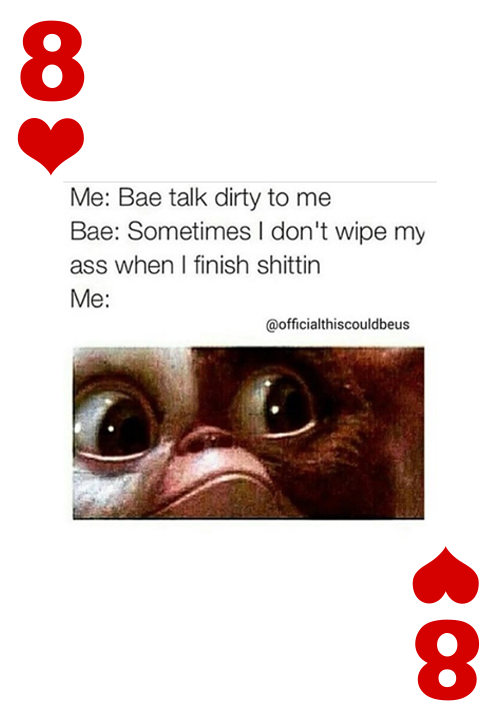 8
Me: Bae talk dirty to me
Bae: Sometimes I don't wipe my
ass when I finish shittin
Me:
@officialthiscouldbeus
8